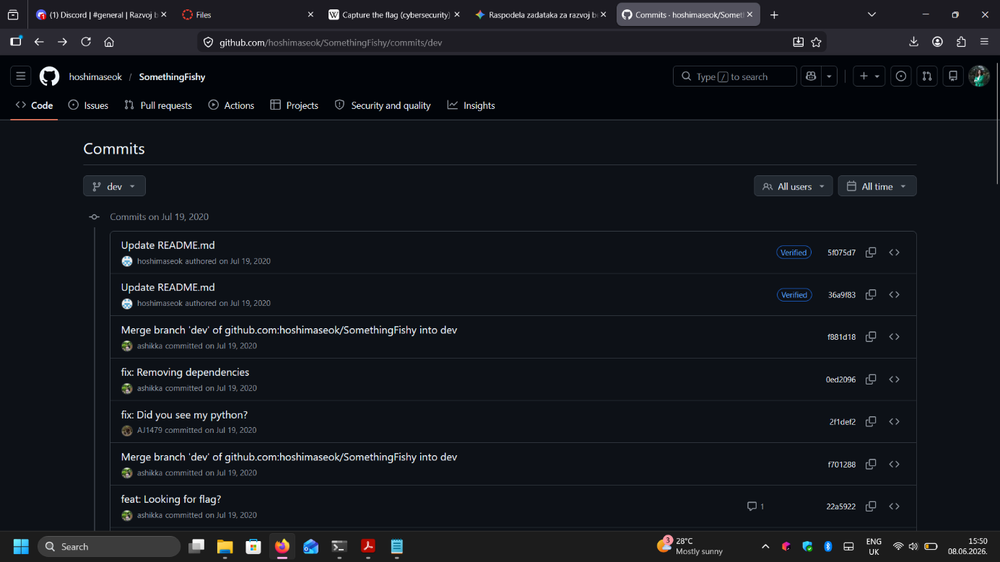 (1) Discord | #general | Razvoj b
Files
Capture the flag (cybersecurity)
Raspodela zadataka za razvoj b
Commits · hoshimaseok/Someth
github.com/hoshimaseok/SomethingFishy/commits/dev
hoshimaseok / SomethingFishy
Type / to search
Code
Issues
Pull requests
Actions
Projects
Security and quality
Insights
Commits
dev
All users
All time
Commits on Jul 19, 2020
Update README.md
Verified
5f075d7
hoshimaseok authored on Jul 19, 2020
Update README.md
Verified
36a9f83
hoshimaseok authored on Jul 19, 2020
Merge branch 'dev' of github.com:hoshimaseok/SomethingFishy into dev
f881d18
ashikka committed on Jul 19, 2020
fix: Removing dependencies
0ed2096
ashikka committed on Jul 19, 2020
fix: Did you see my python?
2f1def2
AJ1479 committed on Jul 19, 2020
Merge branch 'dev' of github.com:hoshimaseok/SomethingFishy into dev
f701288
ashikka committed on Jul 19, 2020
feat: Looking for flag?
1
22a5922
ashikka committed on Jul 19, 2020
Search
3
28°C
Mostly sunny
ENG
UK
15:50
08.06.2026.